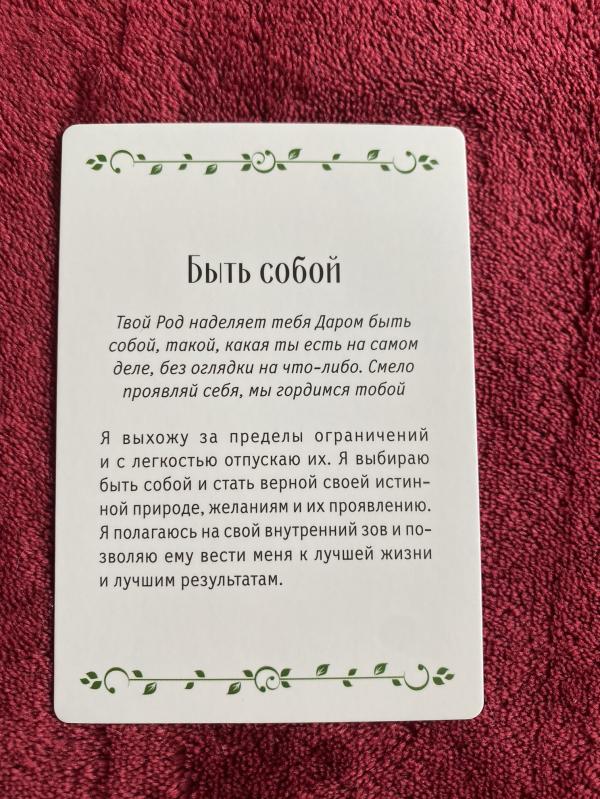 Быть собой
Твой Род наделяет тебя Даром быть
собой, такой, какая ты есть на самом
деле, без оглядки на что-либо. Смело
проявляй себя, мы гордимся тобой
Я выхожу за пределы ограничений
и с легкостью отпускаю их. Я выбираю
быть собой и стать верной своей истин-
ной природе, желаниям и их проявлению.
Я полагаюсь на свой внутренний зов и по-
зволяю ему вести меня к лучшей жизни
и лучшим результатам.